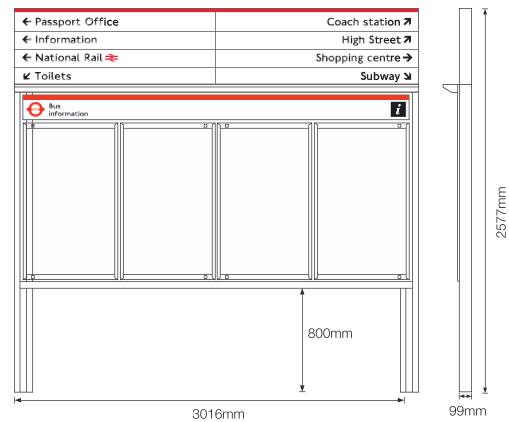 ← Passport Office
Coach station ↗
← Information
High Street ↗
← National Rail
Shopping centre →
↙ Toilets
Subway ↘
Bus
information
i
800mm
2577mm
3016mm
99mm